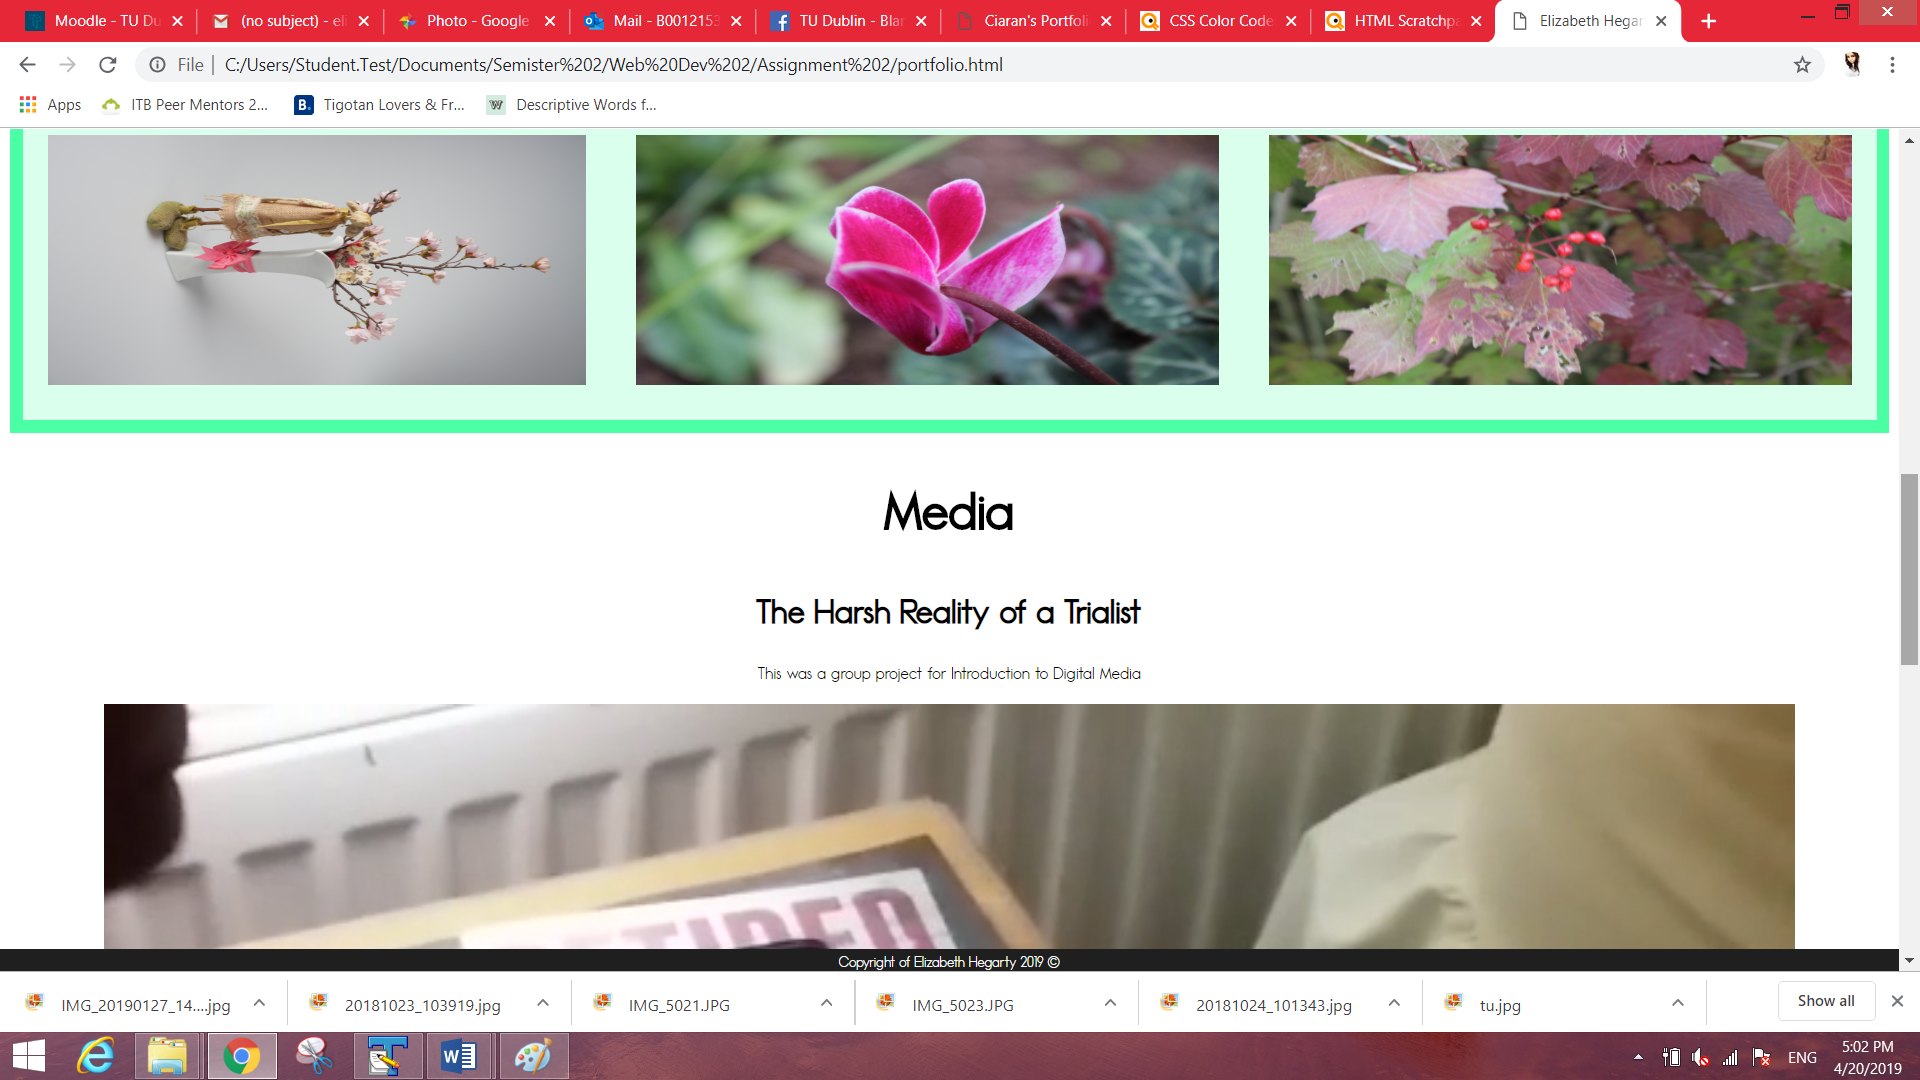 Moodle - TU Du
(no subject) - eli
Photo - Google
Mail - B0012153
TU Dublin - Blan
Ciaran's Portfoli
CSS Color Code
HTML Scratchpa
Elizabeth Hegar
File | C:/Users/Student.Test/Documents/Semister%202/Web%20Dev%202/Assignment%202/portfolio.html
Apps
ITB Peer Mentors 2...
B. Tigotan Lovers & Fr...
W Descriptive Words f...
Media
The Harsh Reality of a Trialist
This was a group project for Introduction to Digital Media
RETIRED
Copyright of Elizabeth Hegarty 2019 ©
IMG_20190127_14....jpg
20181023_103919.jpg
IMG_5021.JPG
IMG_5023.JPG
20181024_101343.jpg
tu.jpg
Show all
ENG
5:02 PM
4/20/2019